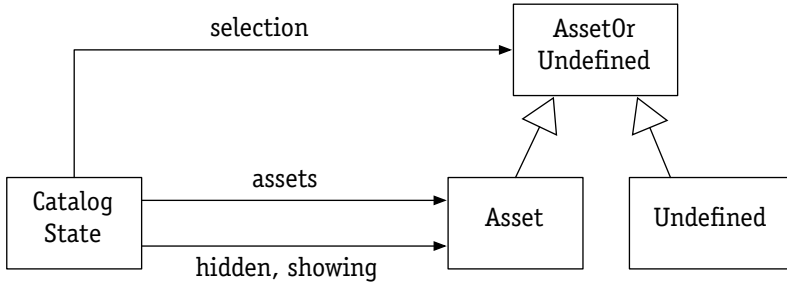 selection
AssetOr
Undefined
assets
Catalog
State
Asset
Undefined
hidden, showing